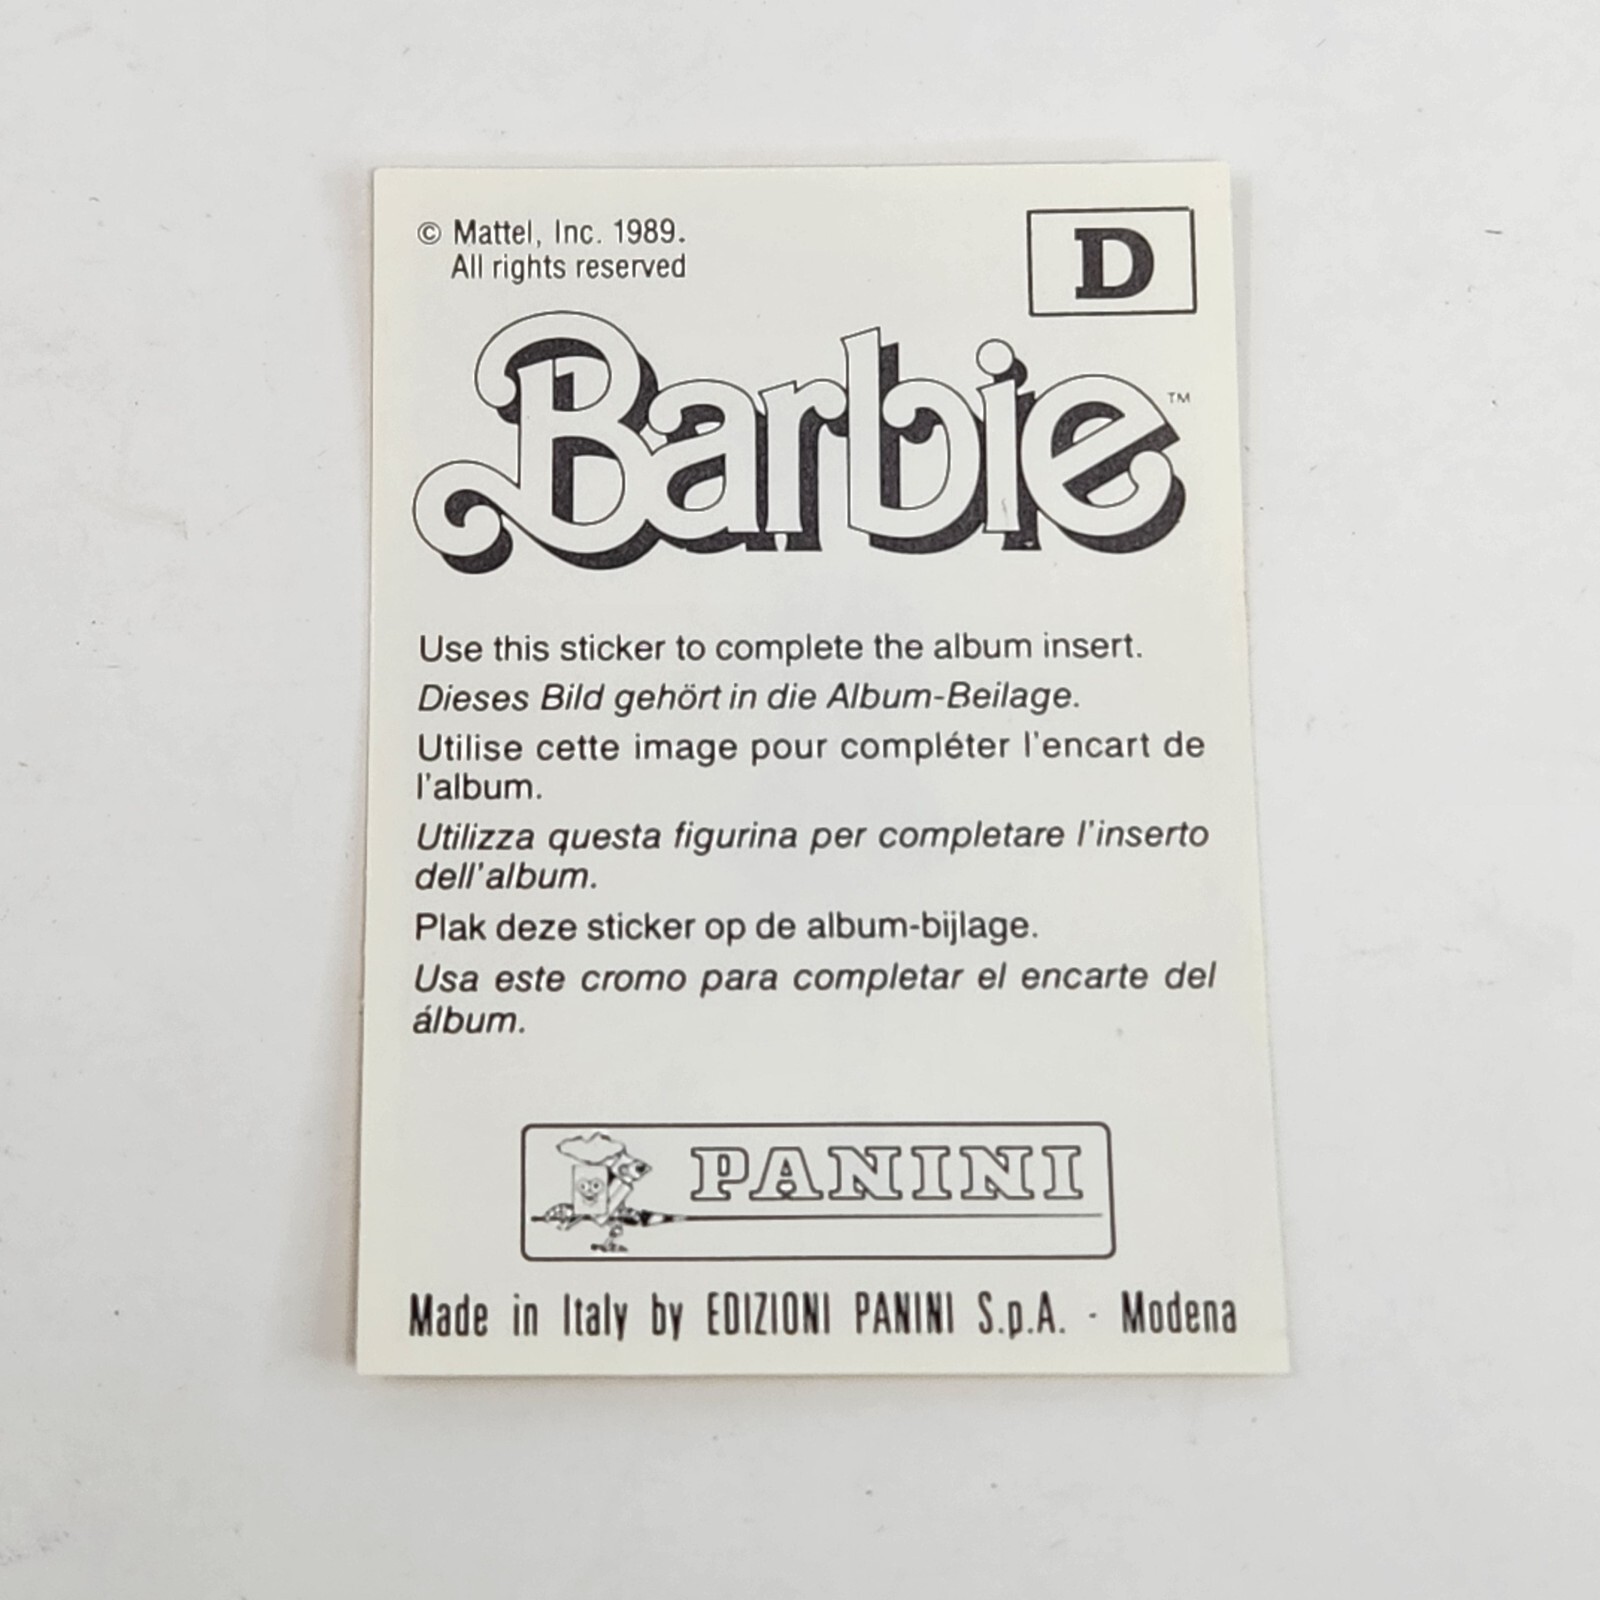 © Mattel, Inc. 1989.
All rights reserved
D
Barbie™
Use this sticker to complete the album insert.
Dieses Bild gehört in die Album-Beilage.
Utilise cette image pour compléter l'encart de
l'album.
Utilizza questa figurina per completare l'inserto
dell'album.
Plak deze sticker op de album-bijlage.
Usa este cromo para completar el encarte del
álbum.
PANINI
Made in Italy by EDIZIONI PANINI S.p.A. - Modena